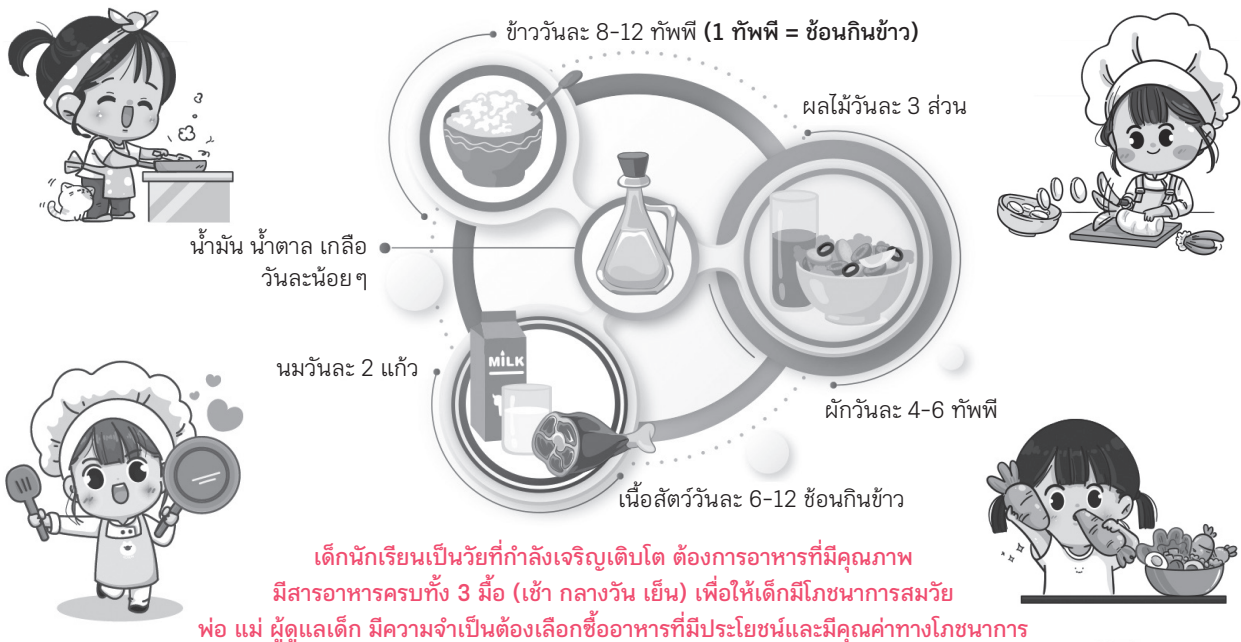 ข้าววันละ 8-12 ทัพพี (1 ทัพพี = ช้อนกินข้าว)
ผลไม้วันละ 3 ส่วน
น้ำมัน น้ำตาล เกลือ
วันละน้อยๆ
MILK
นมวันละ 2 แก้ว
ผักวันละ 4-6 ทัพพี
เนื้อสัตว์วันละ 6-12 ช้อนกินข้าว
เด็กนักเรียนเป็นวัยที่กำลังเจริญเติบโต ต้องการอาหารที่มีคุณภาพ
มีสารอาหารครบทั้ง 3 มื้อ (เช้า กลางวัน เย็น) เพื่อให้เด็กมีโภชนาการสมวัย
พ่อ แม่ ผู้ดูแลเด็ก มีความจำเป็นต้องเลือกซื้ออาหารที่มีประโยชน์และมีคุณค่าทางโภชนาการ